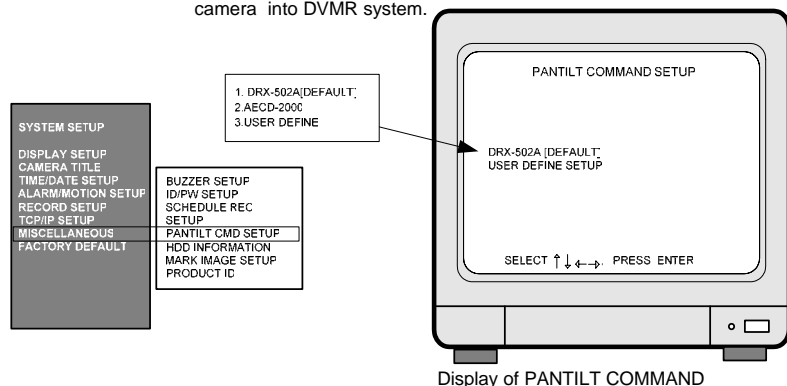 camera into DVMR system.
1. DRX-502A[DEFAULT]
2.AECD-2000
3.USER DEFINE
SYSTEM SETUP
DISPLAY SETUP
CAMERA TITLE
TIME/DATE SETUP
ALARM/MOTION SETUP
RECORD SETUP
TCP/IP SETUP
MISCELLANEOUS
FACTORY DEFAULT
BUZZER SETUP
ID/PW SETUP
SCHEDULE REC
SETUP
PANTILT CMD SETUP
HDD INFORMATION
MARK IMAGE SETUP
PRODUCT ID
PANTILT COMMAND SETUP
DRX-502A [DEFAULT]
USER DEFINE SETUP
SELECT ↑↓←→. PRESS ENTER
Display of PANTILT COMMAND